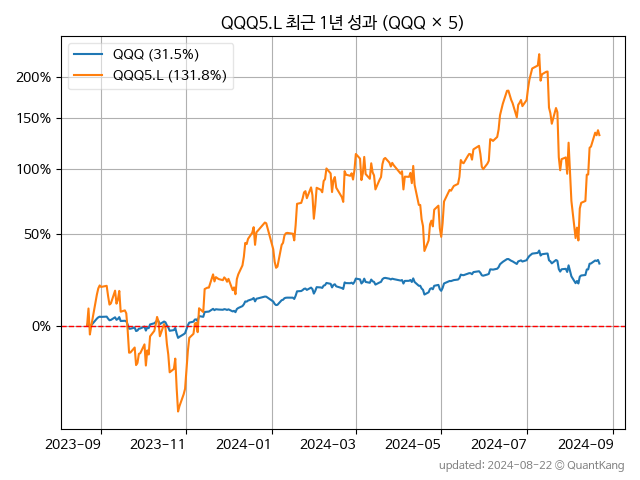 QQQ5.L 최근 1년 성과 (QQQ × 5)
QQQ (31.5%)
QQQ5.L (131.8%)
200%
150%
100%
50%
0%
2023-09 2023-11 2024-01 2024-03 2024-05 2024-07 2024-09
updated: 2024-08-22 © QuantKang